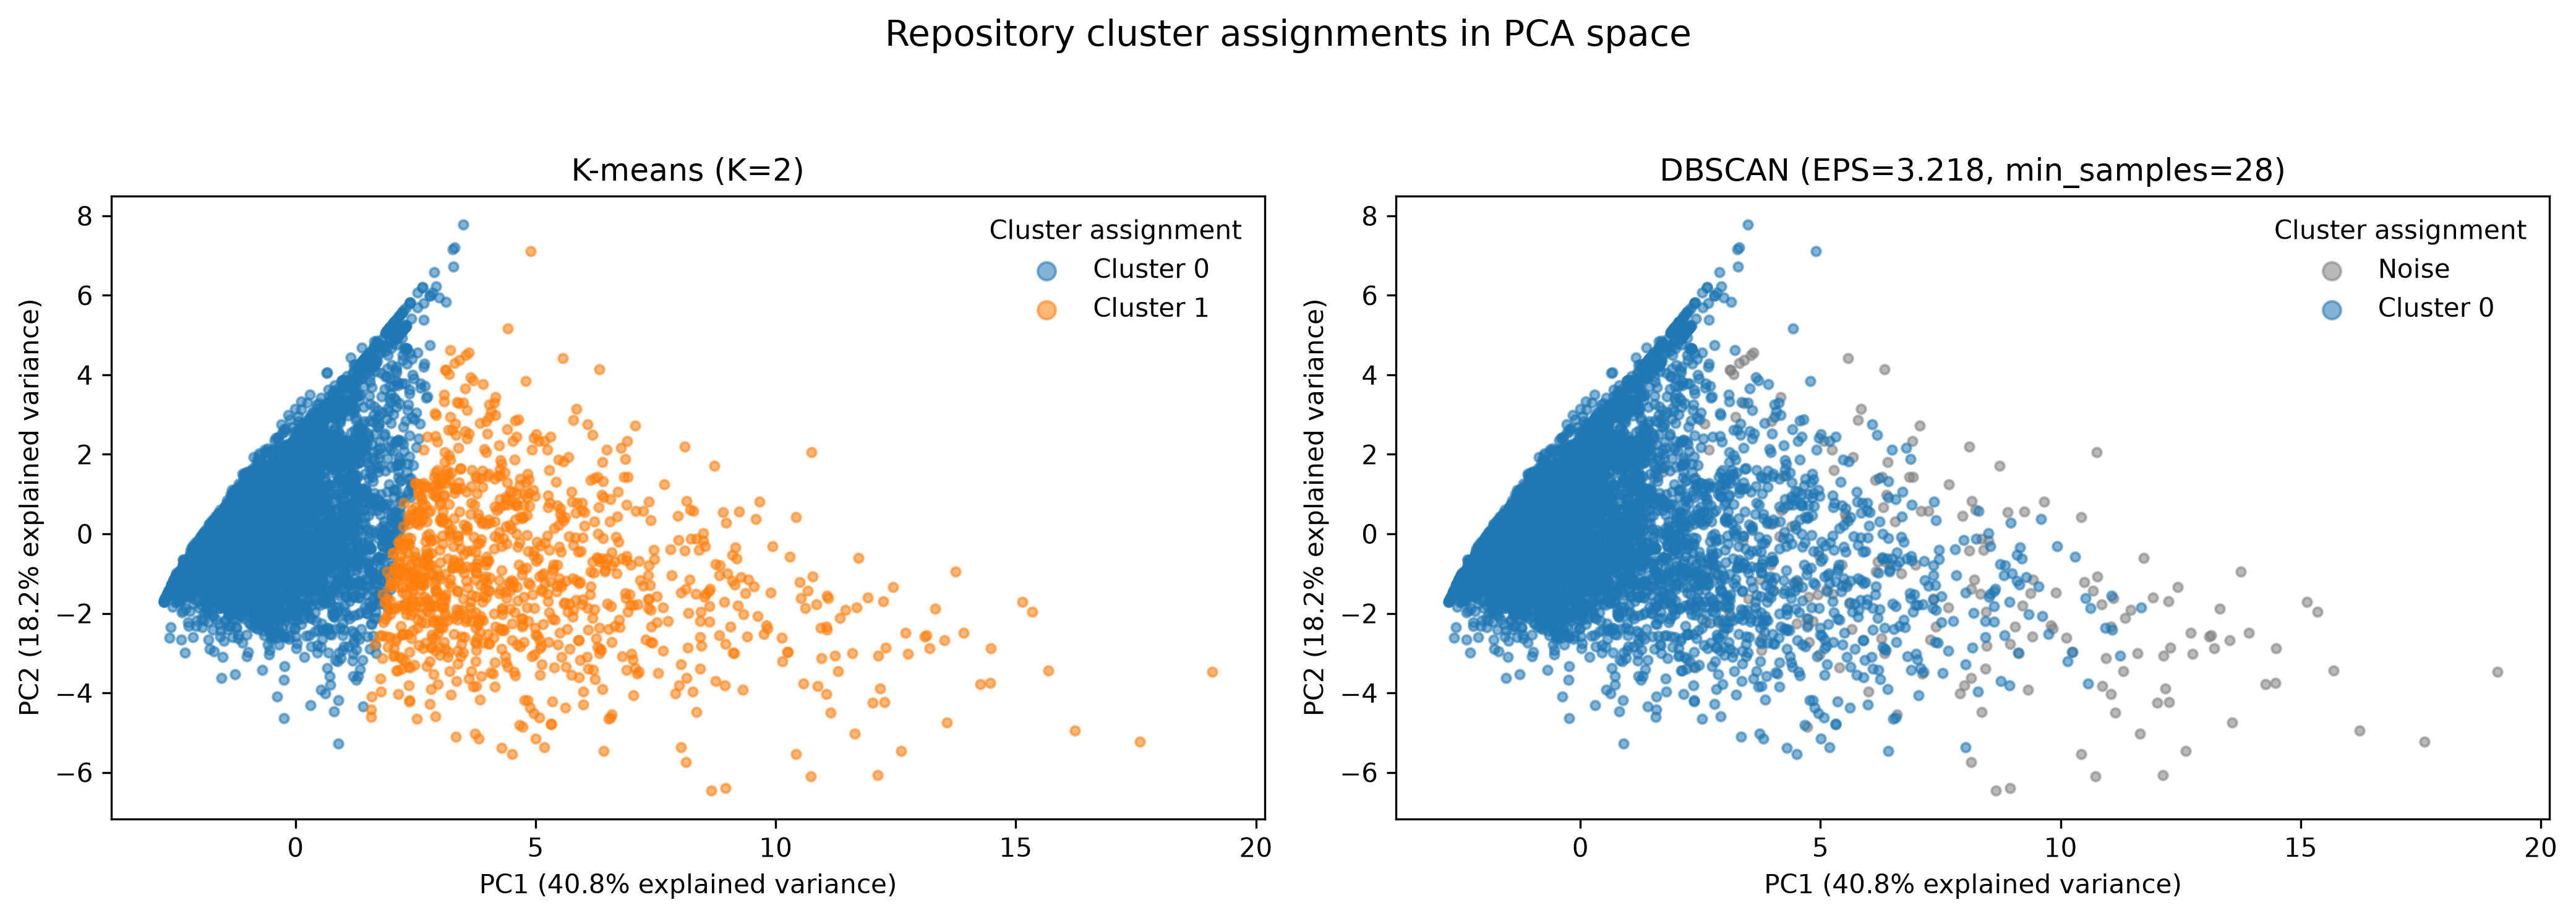 Repository cluster assignments in PCA space
K-means (K=2)
8
6
4
2
0
−2
−4
−6
PC2 (18.2% explained variance)
0
5
10
15
20
PC1 (40.8% explained variance)
Cluster assignment
Cluster 0
Cluster 1
DBSCAN (EPS=3.218, min_samples=28)
8
6
4
2
0
−2
−4
−6
PC2 (18.2% explained variance)
0
5
10
15
20
PC1 (40.8% explained variance)
Cluster assignment
Noise
Cluster 0